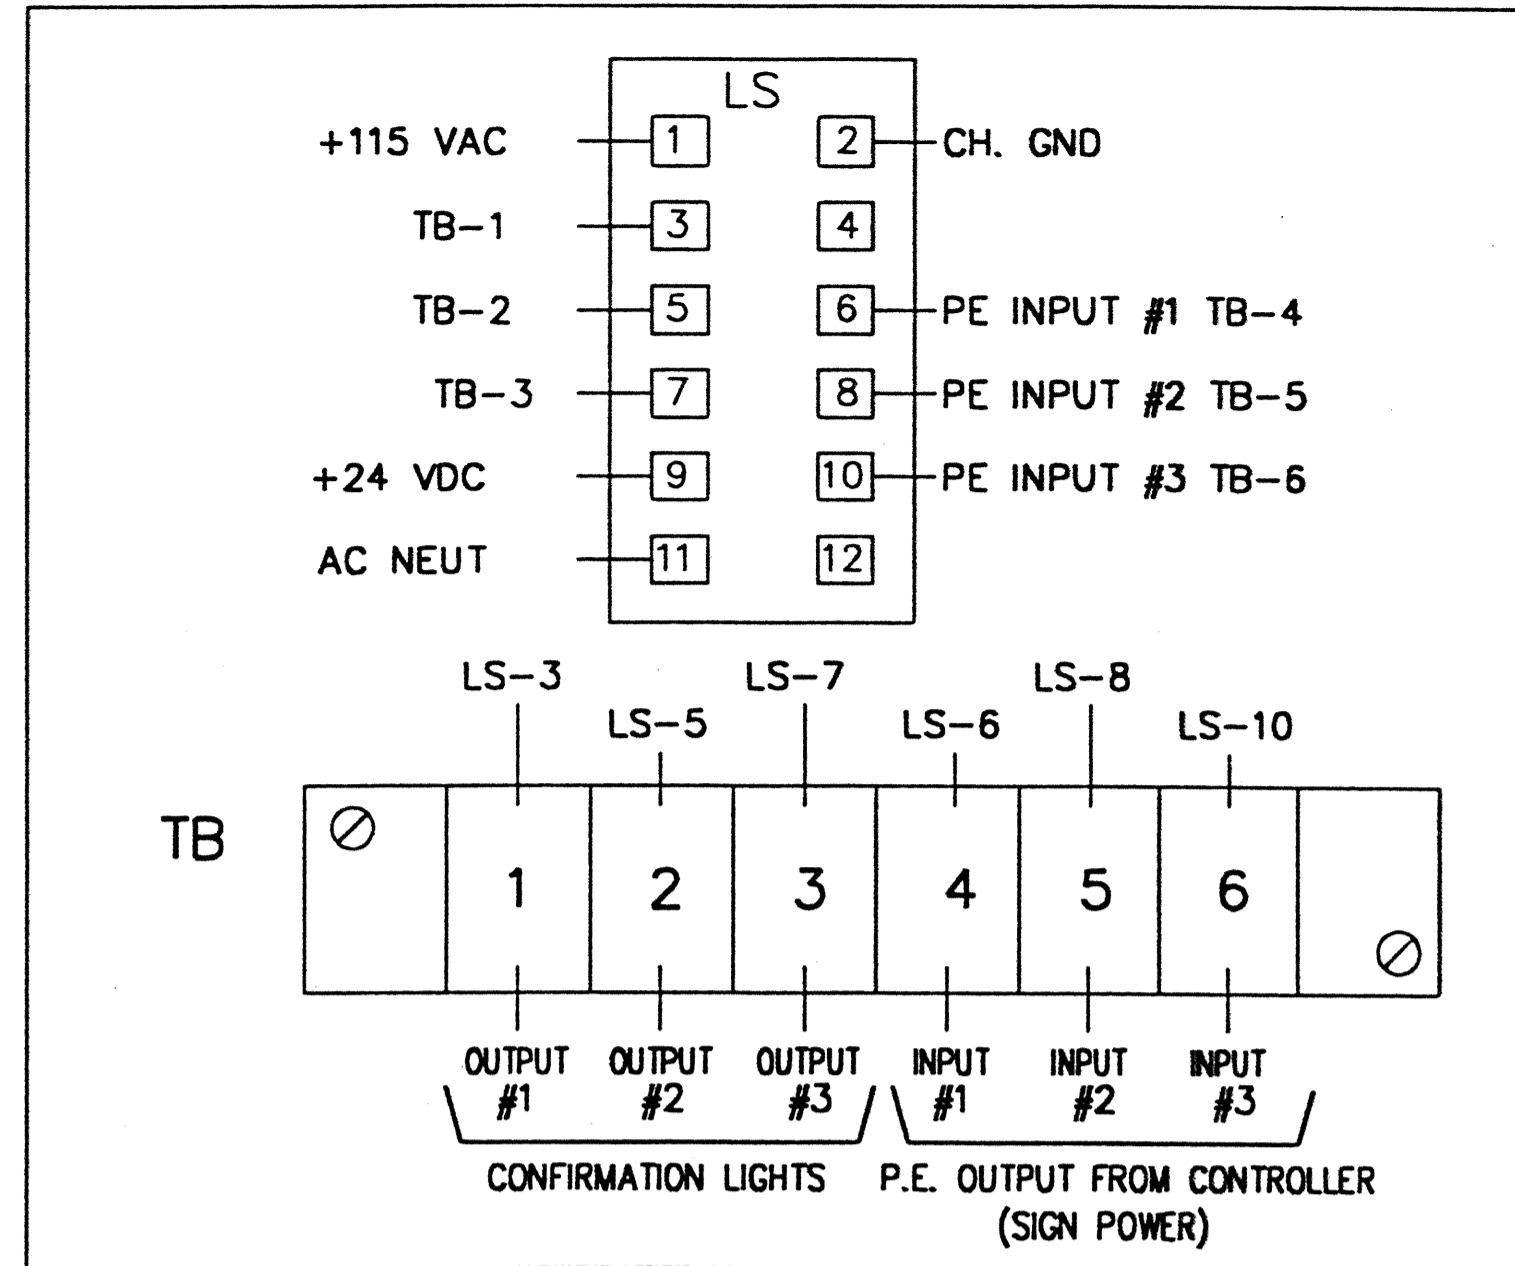 LS
+115 VAC 1 2 CH. GND
TB-1 3 4
TB-2 5 6 PE INPUT #1 TB-4
TB-3 7 8 PE INPUT #2 TB-5
+24 VDC 9 10 PE INPUT #3 TB-6
AC NEUT 11 12
LS-3 LS-7 LS-8
LS-5 LS-6 LS-10
TB
1 2 3 4 5 6
OUTPUT OUTPUT OUTPUT INPUT INPUT INPUT
#1 #2 #3 #1 #2 #3
CONFIRMATION LIGHTS P.E. OUTPUT FROM CONTROLLER
(SIGN POWER)